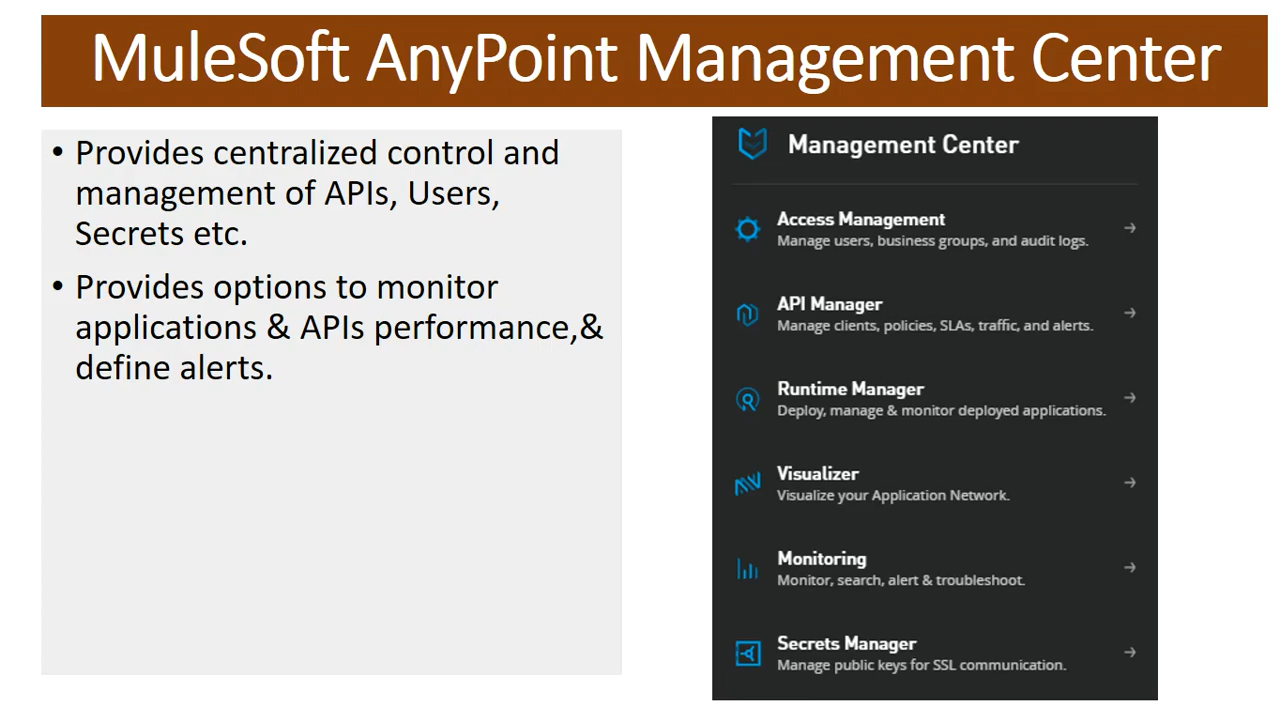 MuleSoft AnyPoint Management Center
• Provides centralized control and
management of APIs, Users,
Secrets etc.
• Provides options to monitor
applications & APIs performance,&
define alerts.
Management Center
Access Management
Manage users, business groups, and audit logs.
API Manager
Manage clients, policies, SLAs, traffic, and alerts.
Runtime Manager
Deploy, manage & monitor deployed applications.
Visualizer
Visualize your Application Network.
Monitoring
Monitor, search, alert & troubleshoot.
Secrets Manager
Manage public keys for SSL communication.